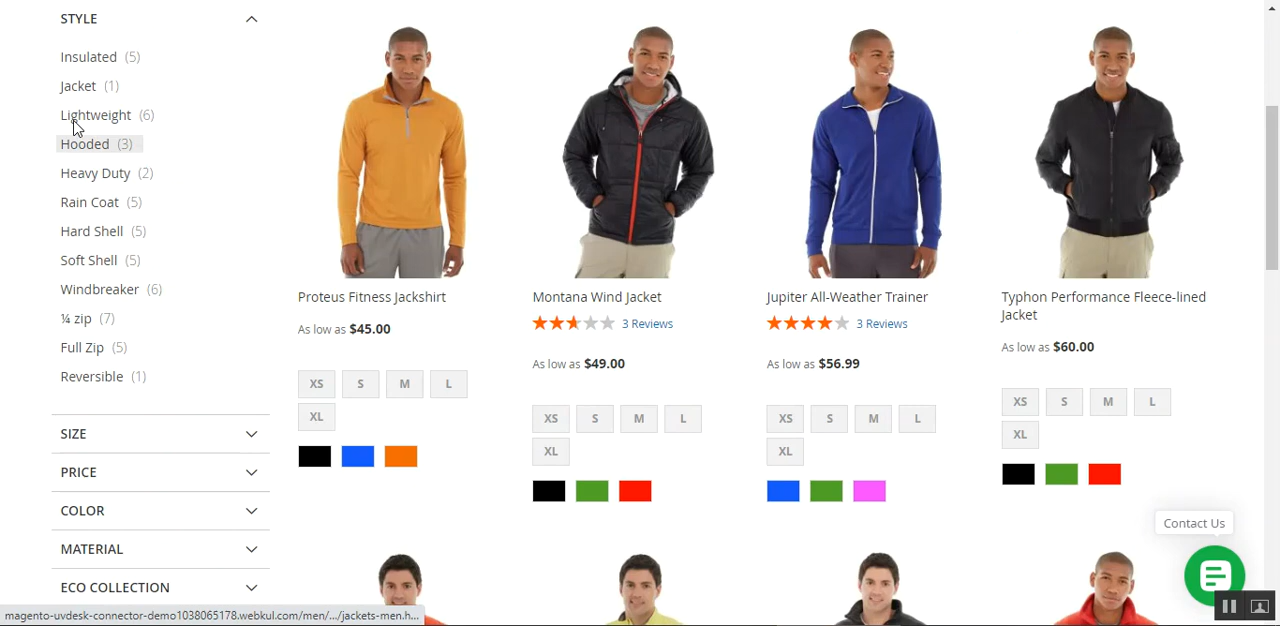 STYLE
Insulated (5)
Jacket (1)
Lightweight (6)
Hooded (3)
Heavy Duty (2)
Rain Coat (5)
Hard Shell (5)
Soft Shell (5)
Windbreaker (6)
¼ zip (7)
Full Zip (5)
Reversible (1)
SIZE
PRICE
COLOR
MATERIAL
ECO COLLECTION
Proteus Fitness Jackshirt
As low as $45.00
XS S M L
XL
Montana Wind Jacket
3 Reviews
As low as $49.00
XS S M L
XL
Jupiter All-Weather Trainer
3 Reviews
As low as $56.99
XS S M L
XL
Typhon Performance Fleece-lined
Jacket
As low as $60.00
XS S M L
XL
Contact Us
magento-uvdesk-connector-demo1038065178.webkul.com/men/.../jackets-men.h...